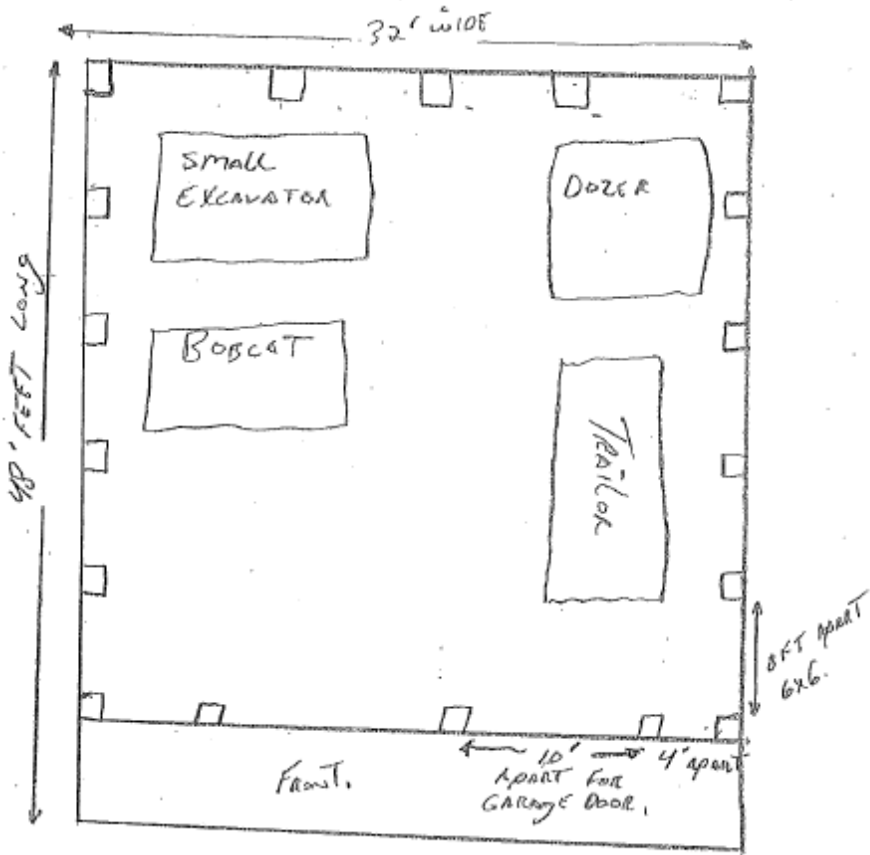 32' WIDE
SMALL
EXCAVATOR
DOZER
48' FEET LONG
BOBCAT
TRAILOR
8FT APART
6x6.
10'
APART FOR
GARAGE DOOR.
4' apart
FRONT.